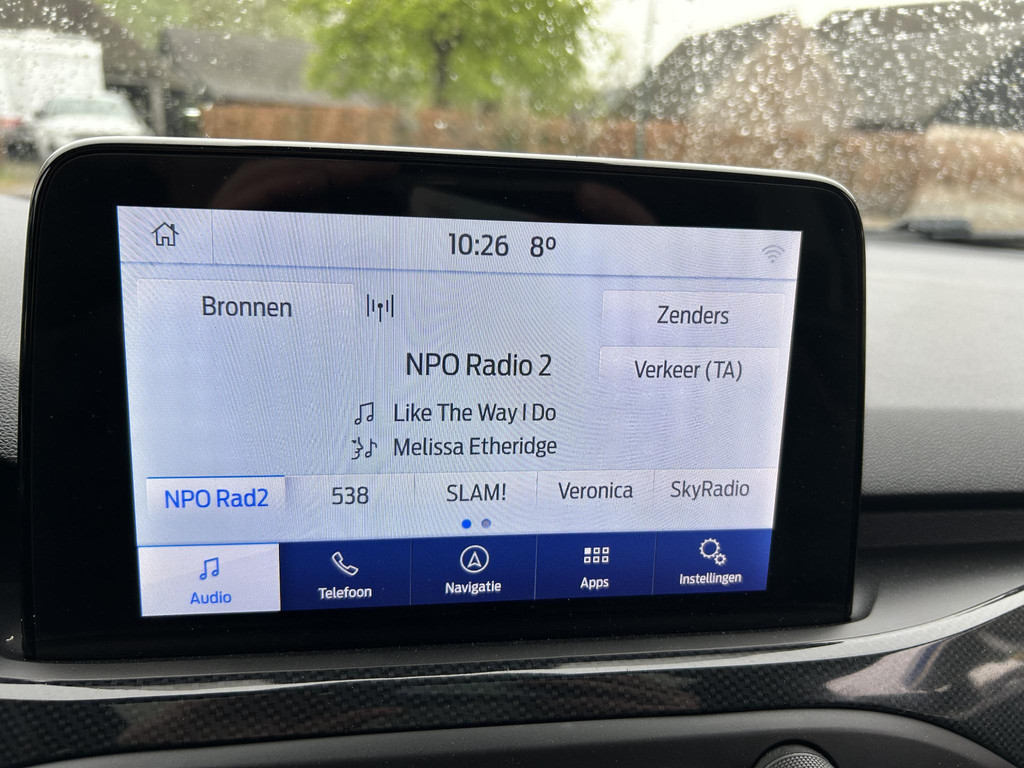 10:26 8º
Bronnen
Zenders
NPO Radio 2
Verkeer (TA)
Like The Way I Do
Melissa Etheridge
NPO Rad2 538 SLAM! Veronica SkyRadio
Audio Telefoon Navigatie Apps Instellingen